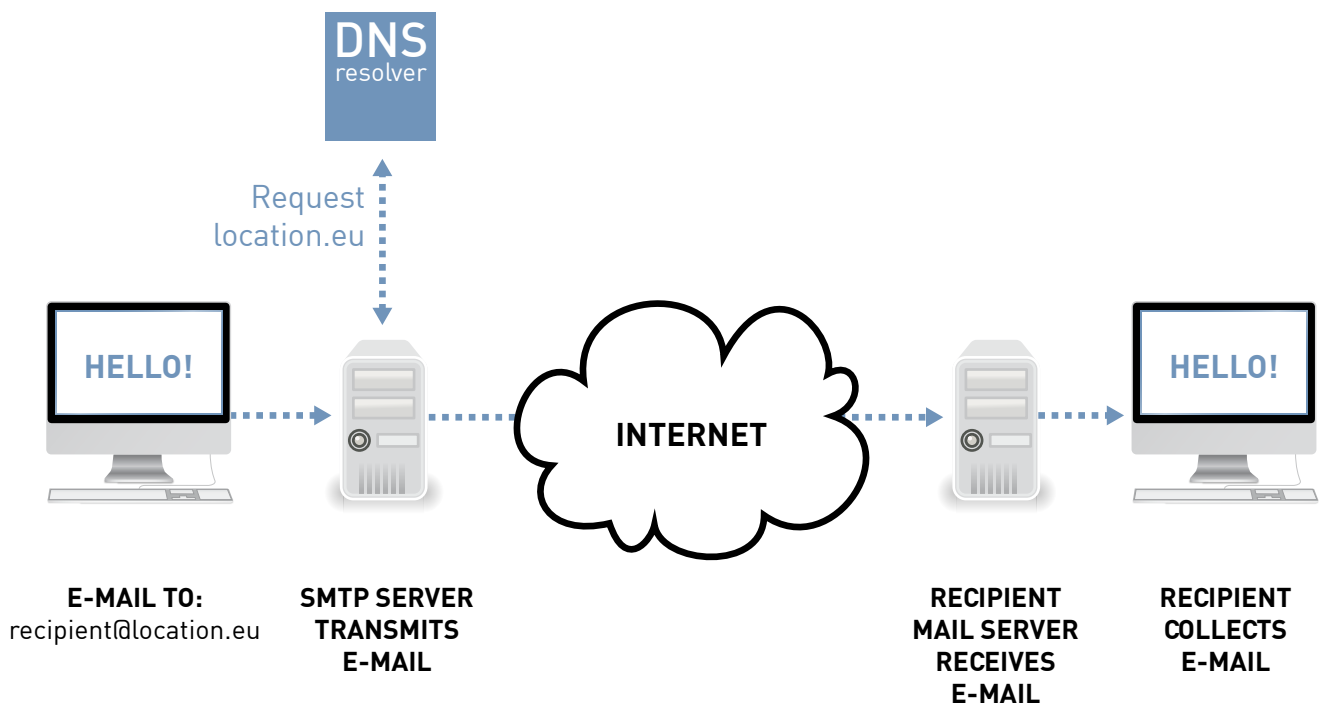 DNS
resolver
Request
location.eu
HELLO!
INTERNET
HELLO!
E-MAIL TO:
recipient@location.eu
SMTP SERVER
TRANSMITS
E-MAIL
RECIPIENT
MAIL SERVER
RECEIVES
E-MAIL
RECIPIENT
COLLECTS
E-MAIL